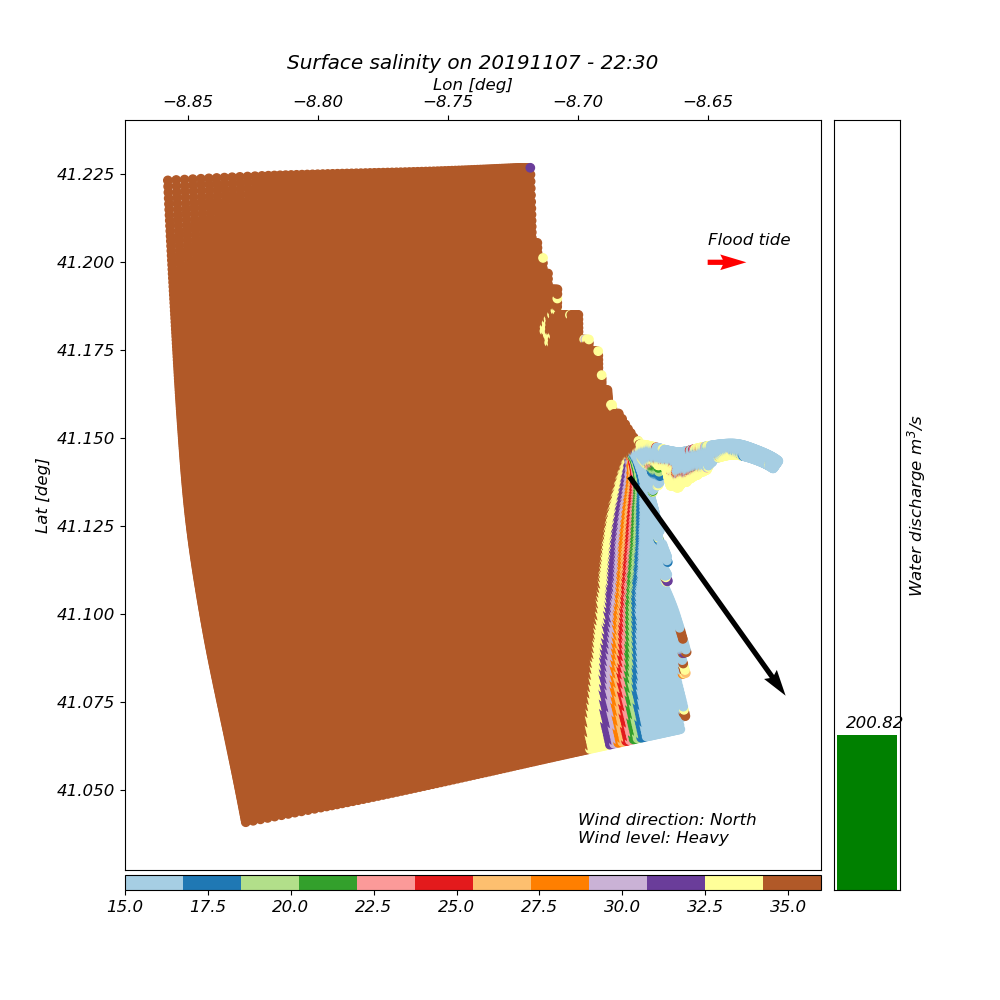 Surface salinity on 20191107 - 22:30
Lon [deg]
−8.85 −8.80 −8.75 −8.70 −8.65
41.225
41.200
41.175
41.150
41.125
41.100
41.075
41.050
Lat [deg]
Flood tide
Wind direction: North
Wind level: Heavy
15.0 17.5 20.0 22.5 25.0 27.5 30.0 32.5 35.0
200.82
Water discharge m³/s